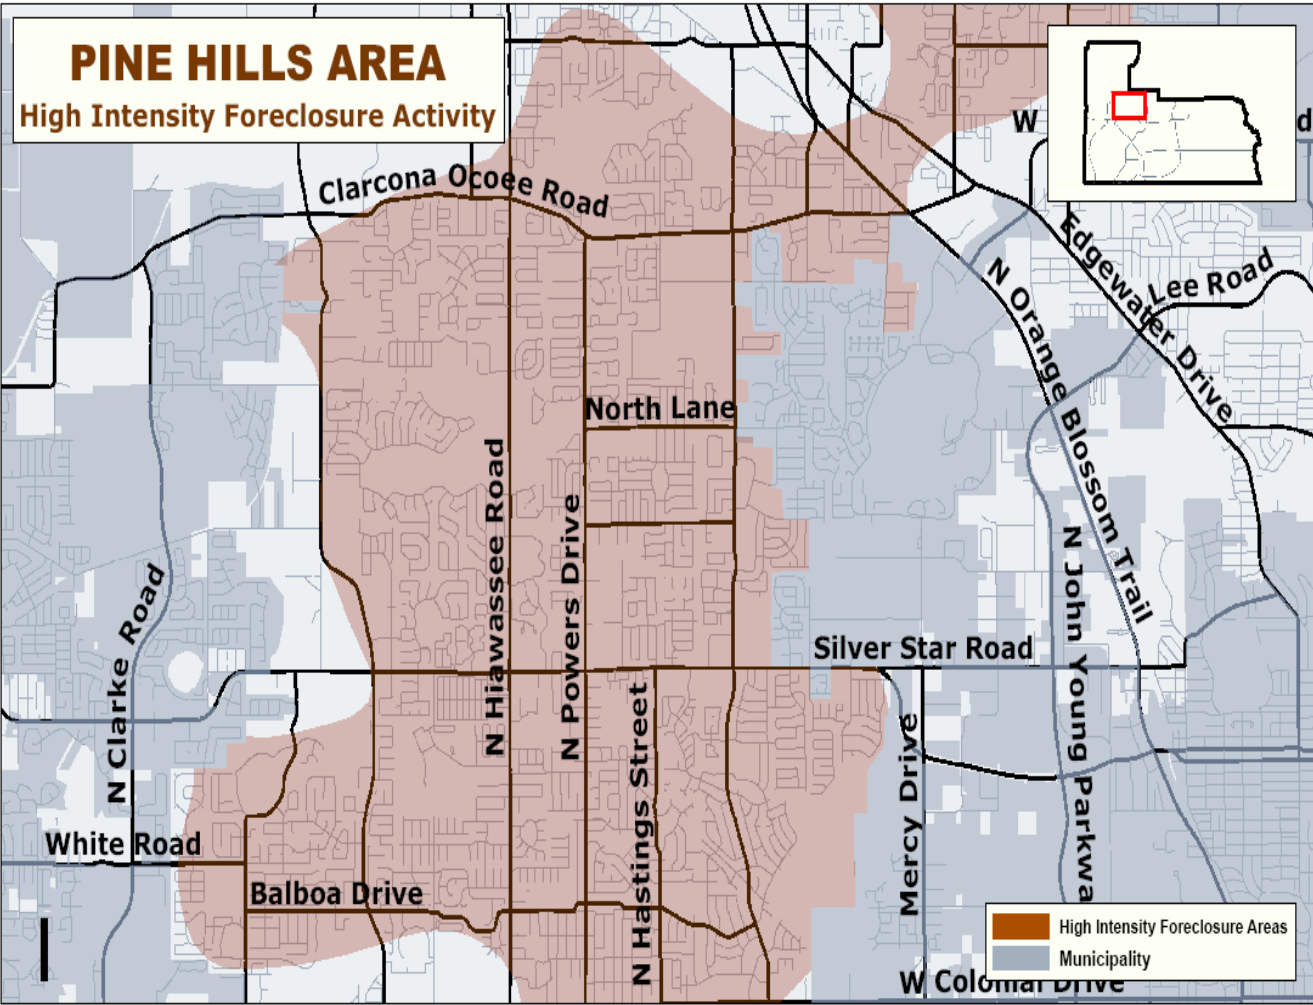 PINE HILLS AREA
High Intensity Foreclosure Activity
W
d
Clarcona Ocoee Road
Edgewater Drive
Lee Road
N Orange Blossom Trail
North Lane
N Hiawassee Road
N Powers Drive
N Clarke Road
Silver Star Road
N John Young Parkwa
N Hastings Street
Mercy Drive
White Road
Balboa Drive
High Intensity Foreclosure Areas
Municipality
W Colonial Drive